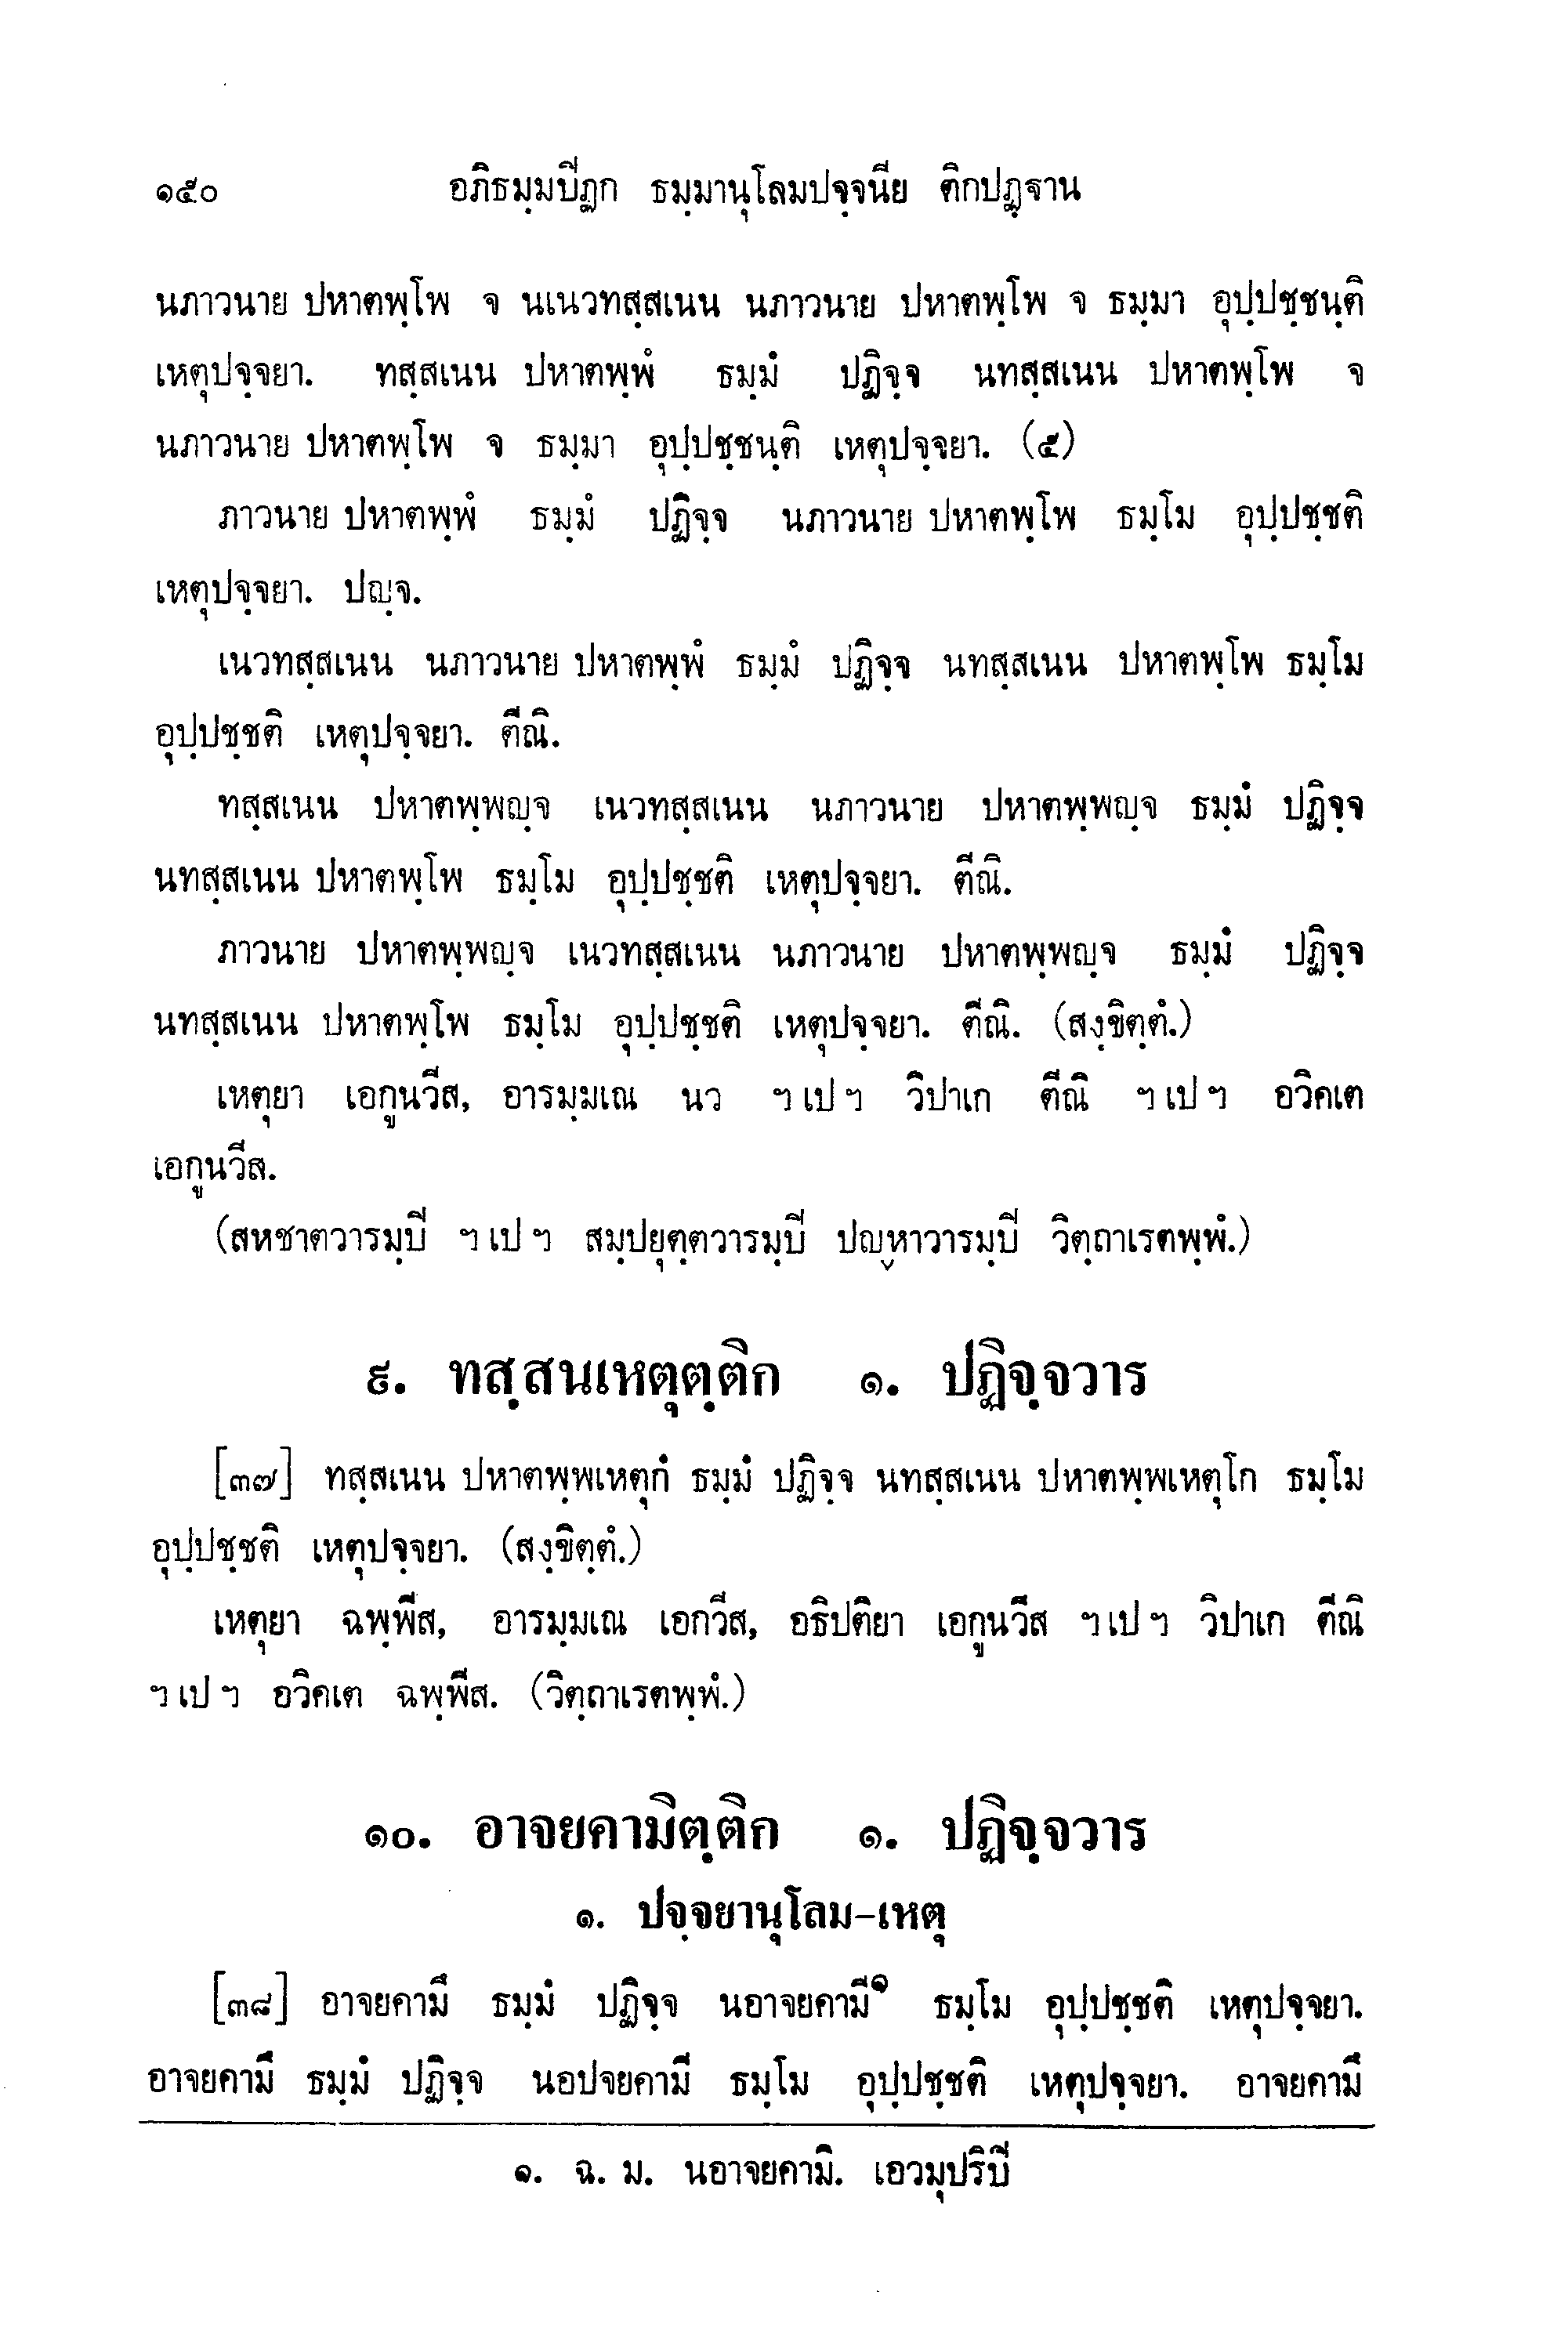 ๑๕๐ อภิธมฺมปีฏก ธมฺมานุโลมปจฺจนีย ติกปฏฺฐาน
นภาวนาย ปหาตพฺโพ จ นเนวทสฺสเนน นภาวนาย ปหาตพฺโพ จ ธมฺมา อุปฺปชฺชนฺติ
เหตุปจฺจยา. ทสฺสเนน ปหาตพฺพํ ธมฺมํ ปฏิจฺจ นทสฺสเนน ปหาตพฺโพ จ
นภาวนาย ปหาตพฺโพ จ ธมฺมา อุปฺปชฺชนฺติ เหตุปจฺจยา. (๕)
ภาวนาย ปหาตพฺพํ ธมฺมํ ปฏิจฺจ นภาวนาย ปหาตพฺโพ ธมฺโม อุปฺปชฺชติ
เหตุปจฺจยา. ปญฺจ.
เนวทสฺสเนน นภาวนาย ปหาตพฺพํ ธมฺมํ ปฏิจฺจ นทสฺสเนน ปหาตพฺโพ ธมฺโม
อุปฺปชฺชติ เหตุปจฺจยา. ตีณิ.
ทสฺสเนน ปหาตพฺพญฺจ เนวทสฺสเนน นภาวนาย ปหาตพฺพญฺจ ธมฺมํ ปฏิจฺจ
นทสฺสเนน ปหาตพฺโพ ธมฺโม อุปฺปชฺชติ เหตุปจฺจยา. ตีณิ.
ภาวนาย ปหาตพฺพญฺจ เนวทสฺสเนน นภาวนาย ปหาตพฺพญฺจ ธมฺมํ ปฏิจฺจ
นทสฺสเนน ปหาตพฺโพ ธมฺโม อุปฺปชฺชติ เหตุปจฺจยา. ตีณิ. (สงฺขิตฺตํ.)
เหตุยา เอกูนวีส, อารมฺมเณ นว ฯ เป ฯ วิปาเก ตีณิ ฯ เป ฯ อวิคเต
เอกูนวีส.
(สหชาตวารมฺปี ฯ เป ฯ สมฺปยุตฺตวารมฺปี ปญฺหาวารมฺปี วิตฺถาเรตพฺพํ.)
๙. ทสฺสนเหตุตฺติก ๑. ปฏิจฺจวาร
[๓๗] ทสฺสเนน ปหาตพฺพเหตุกํ ธมฺมํ ปฏิจฺจ นทสฺสเนน ปหาตพฺพเหตุโก ธมฺโม
อุปฺปชฺชติ เหตุปจฺจยา. (สงฺขิตฺตํ.)
เหตุยา ฉพฺพีส, อารมฺมเณ เอกวีส, อธิปติยา เอกูนวีส ฯ เป ฯ วิปาเก ตีณิ
ฯ เป ฯ อวิคเต ฉพฺพีส. (วิตฺถาเรตพฺพํ.)
๑๐. อาจยคามิตฺติก ๑. ปฏิจฺจวาร
๑. ปจฺจยานุโลม-เหตุ
[๓๘] อาจยคามึ ธมฺมํ ปฏิจฺจ นอาจยคามี๑ ธมฺโม อุปฺปชฺชติ เหตุปจฺจยา.
อาจยคามึ ธมฺมํ ปฏิจฺจ นอปจยคามี ธมฺโม อุปฺปชฺชติ เหตุปจฺจยา. อาจยคามึ
๑. ฉ. ม. นอาจยคามิ. เอวมุปริปี